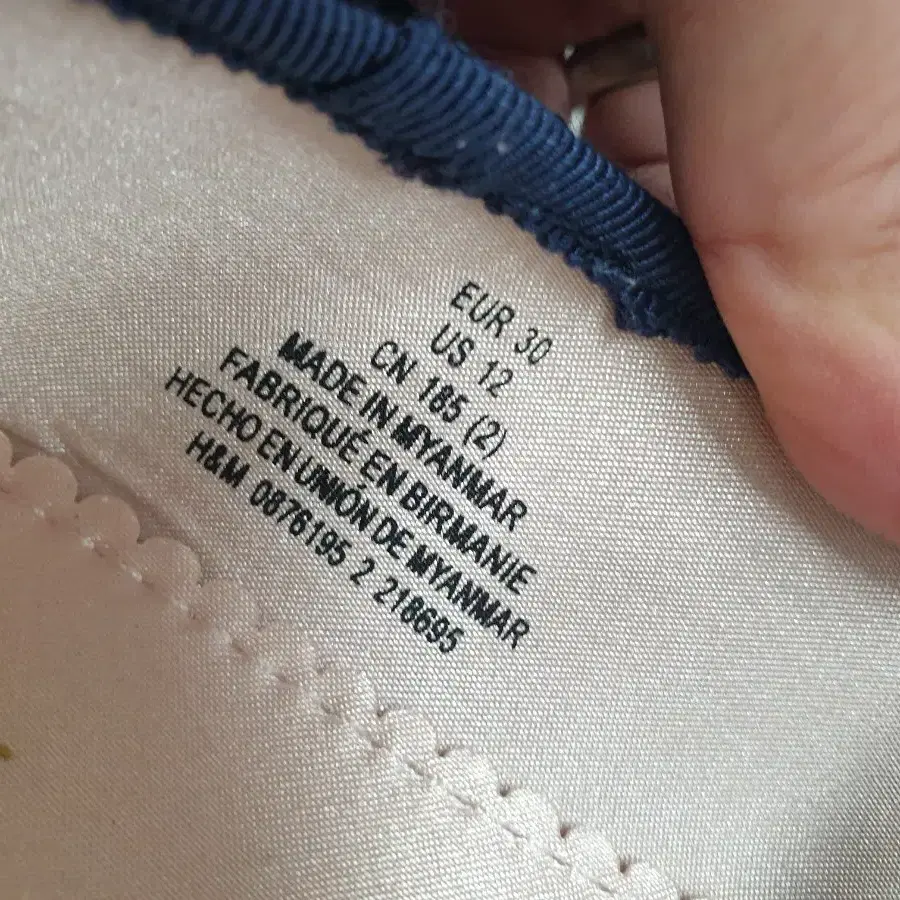 EUR 30
US 12
CN 185 (2)
MADE IN MYANMAR
FABRIQUÉ EN BIRMANIE
HECHO EN UNIÓN DE MYANMAR
H&M 0876195 2 218695